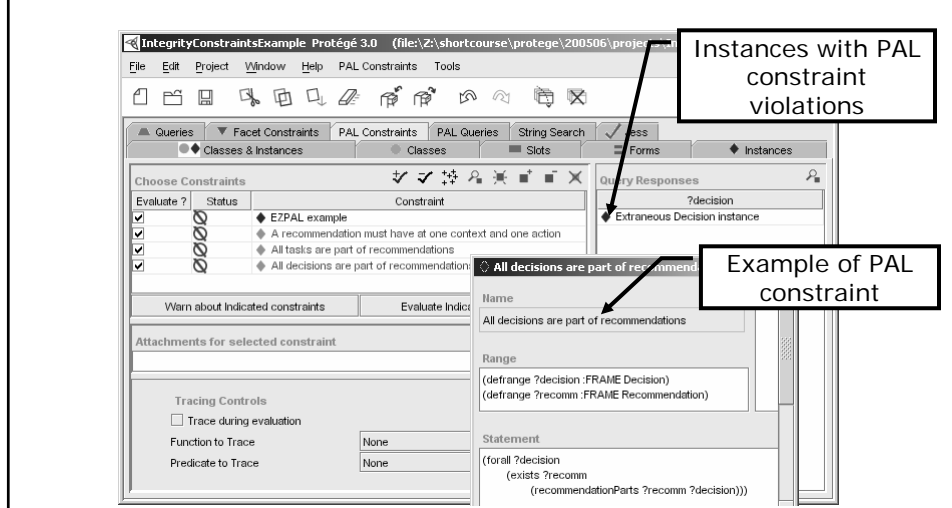 IntegrityConstraintsExample Protégé 3.0 (file:\Z:\shortcourse\protege\200506\projects\
Instances with PAL
constraint
violations
File Edit Project Window Help PAL Constraints Tools
Queries Facet Constraints PAL Constraints PAL Queries String Search Jess
Classes & Instances Classes Slots Forms Instances
Choose Constraints
Query Responses
Evaluate ? Status Constraint
?decision
EZPAL example
Extraneous Decision instance
A recommendation must have at one context and one action
All tasks are part of recommendations
All decisions are part of recommendation
All decisions are part of recommend
Example of PAL
constraint
Warn about Indicated constraints Evaluate Indic
Name
All decisions are part of recommendations
Attachments for selected constraint
Range
(defrange ?decision :FRAME Decision)
(defrange ?recomm :FRAME Recommendation)
Tracing Controls
Trace during evaluation
Function to Trace None
Predicate to Trace None
Statement
(forall ?decision
(exists ?recomm
(recommendationParts ?recomm ?decision)))